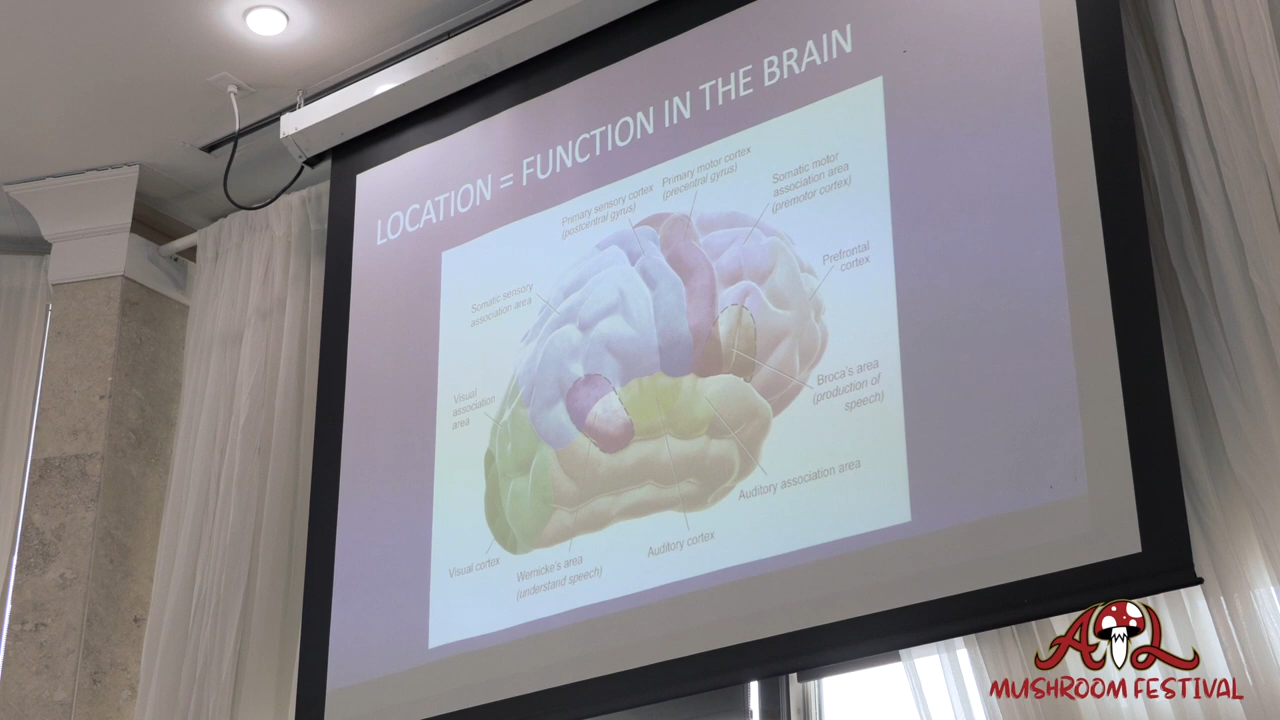 LOCATION = FUNCTION IN THE BRAIN
Primary sensory cortex
(postcentral gyrus)
Primary motor cortex
(precentral gyrus)
Somatic motor
association area
(premotor cortex)
Prefrontal
cortex
Somatic sensory
association area
Visual
association
area
Broca's area
(production of
speech)
Auditory association area
Auditory cortex
Visual cortex
Wernicke's area
(understand speech)
AL
MUSHROOM FESTIVAL